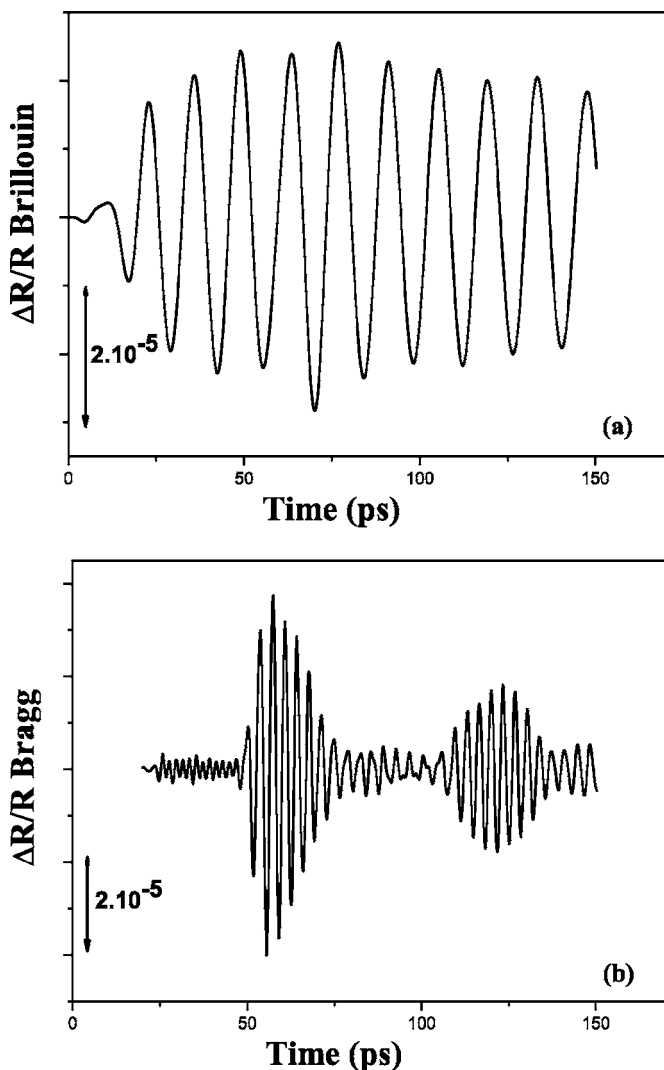 ΔR/R Brillouin
2.10⁻⁵
(a)
0 50 100 150
Time (ps)
ΔR/R Bragg
2.10⁻⁵
(b)
0 50 100 150
Time (ps)